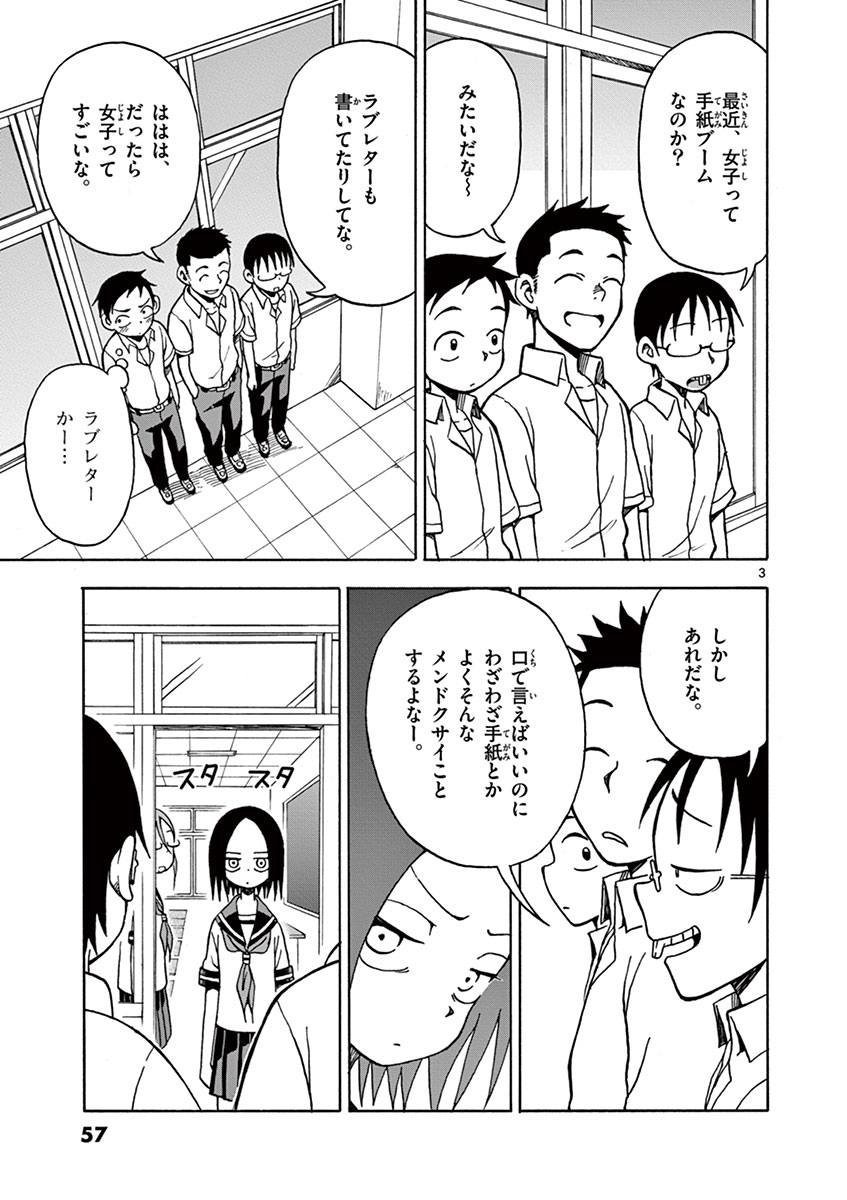 最近、女子って
手紙ブーム
なのか?
みたいだな〜
ラブレターも
書いてたりしてな。
ははは、
だったら
女子って
すごいな。
ラブレター
かー…
3
しかし
あれだな。
口で言えばいいのに
わざわざ手紙とか
よくそんな
メンドクサイこと
するよなー。
スタ
スタ
57